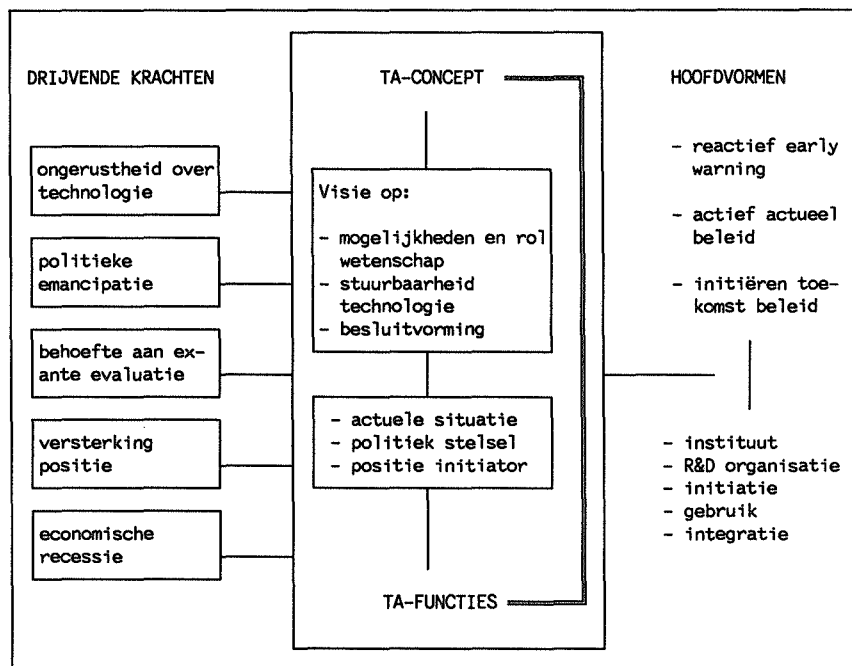 DRIJVENDE KRACHTEN
ongerustheid over
technologie
politieke
emancipatie
behoefte aan ex-
ante evaluatie
versterking
positie
economische
recessie
TA-CONCEPT
Visie op:
- mogelijkheden en rol
wetenschap
- stuurbaarheid
technologie
- besluitvorming
- actuele situatie
- politiek stelsel
- positie initiator
TA-FUNCTIES
HOOFDVORMEN
- reactief early
warning
- actief actueel
beleid
- initiëren toe-
komst beleid
- instituut
- R&D organisatie
- initiatie
- gebruik
- integratie